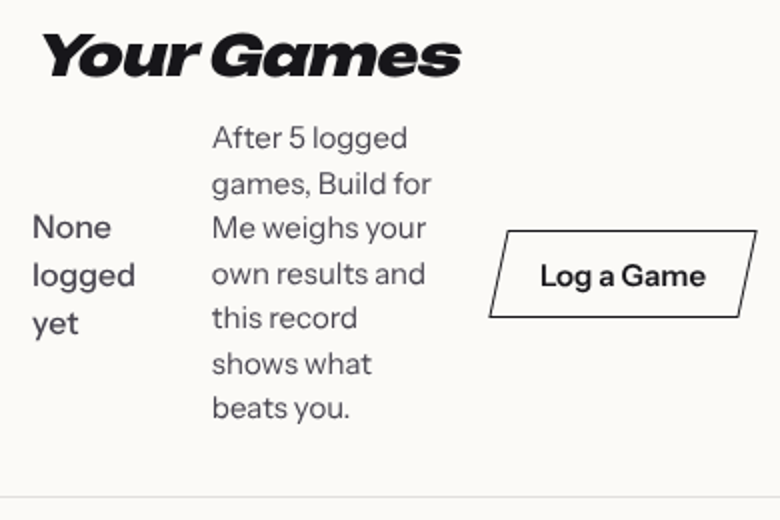 Your Games
None
logged
yet
After 5 logged
games, Build for
Me weighs your
own results and
this record
shows what
beats you.
Log a Game